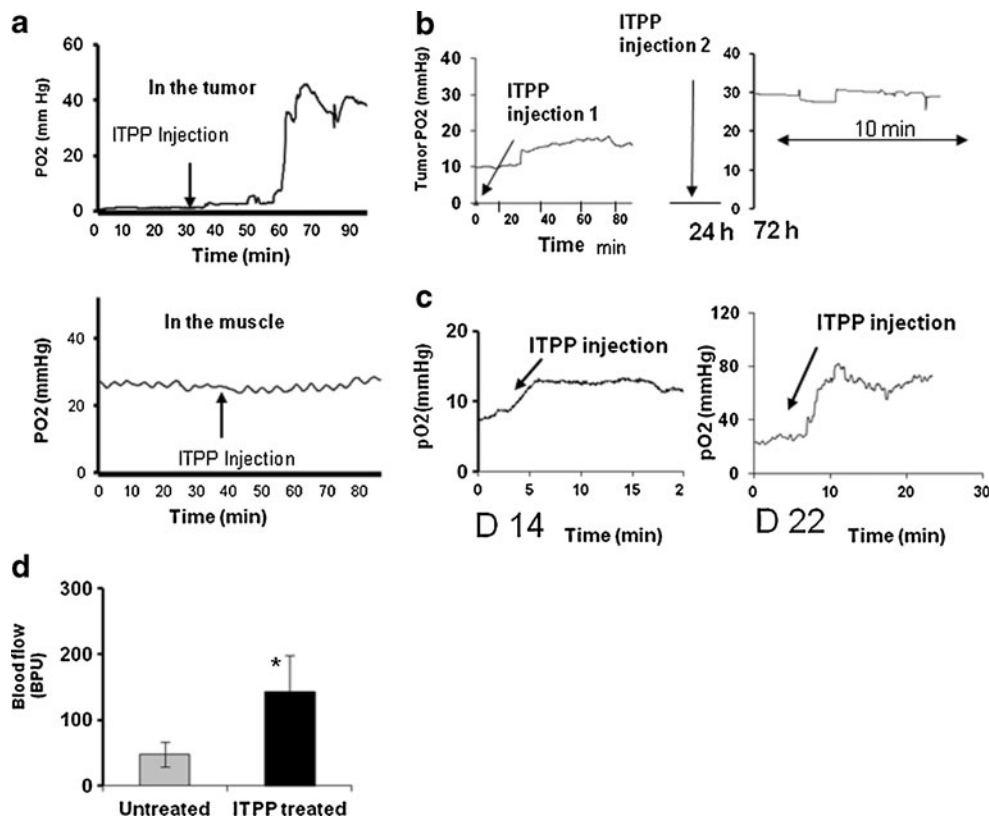 a
60
40
20
0
PO2 (mm Hg)
In the tumor
ITPP Injection
0 10 20 30 40 50 60 70 80 90
Time (min)
In the muscle
40
20
0
PO2 (mmHg)
ITPP Injection
0 10 20 30 40 50 60 70 80
Time (min)
b
40
30
20
10
0
Tumor PO2 (mmHg)
ITPP
injection 1
20 40 60 80
Time min
ITPP
injection 2
24 h
40
30
20
10
0
10 min
72 h
c
20
10
0
pO2 (mmHg)
ITPP injection
0 5 10 15 2
D 14 Time (min)
120
80
40
0
pO2 (mmHg)
ITPP injection
0 10 20 30
D 22 Time (min)
d
300
200
100
0
Blood flow
(BPU)
*
Untreated ITPP treated